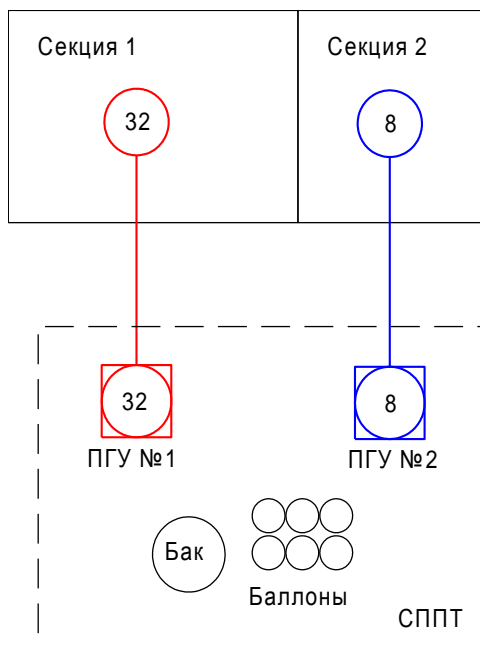 Секция 1
Секция 2
32
8
32
8
ПГУ №1
ПГУ №2
Бак
Баллоны
СППТ